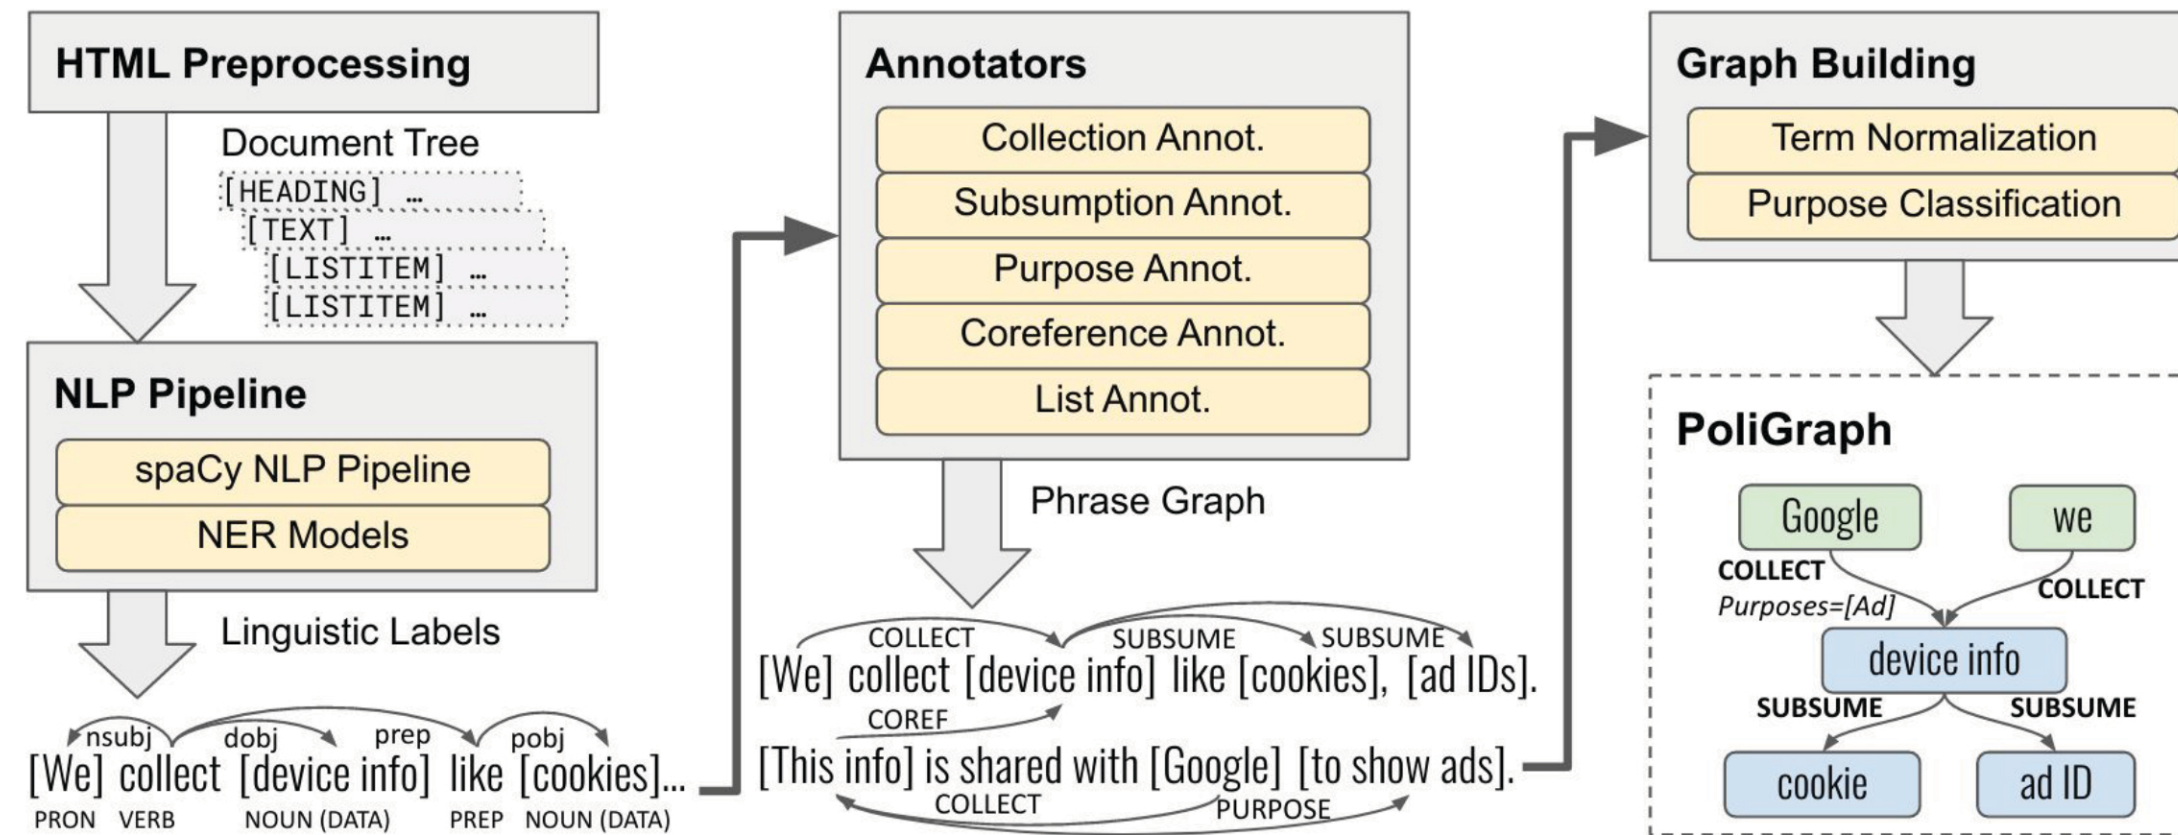 HTML Preprocessing
Document Tree
[HEADING] …
[TEXT] …
[LISTITEM] …
[LISTITEM] …
NLP Pipeline
spaCy NLP Pipeline
NER Models
Linguistic Labels
nsubj dobj prep pobj
[We] collect [device info] like [cookies]...
PRON VERB NOUN (DATA) PREP NOUN (DATA)
Annotators
Collection Annot.
Subsumption Annot.
Purpose Annot.
Coreference Annot.
List Annot.
Phrase Graph
COLLECT SUBSUME SUBSUME
[We] collect [device info] like [cookies], [ad IDs].
COREF
[This info] is shared with [Google] [to show ads].
COLLECT PURPOSE
Graph Building
Term Normalization
Purpose Classification
PoliGraph
Google we
COLLECT
Purposes=[Ad]
COLLECT
device info
SUBSUME SUBSUME
cookie ad ID